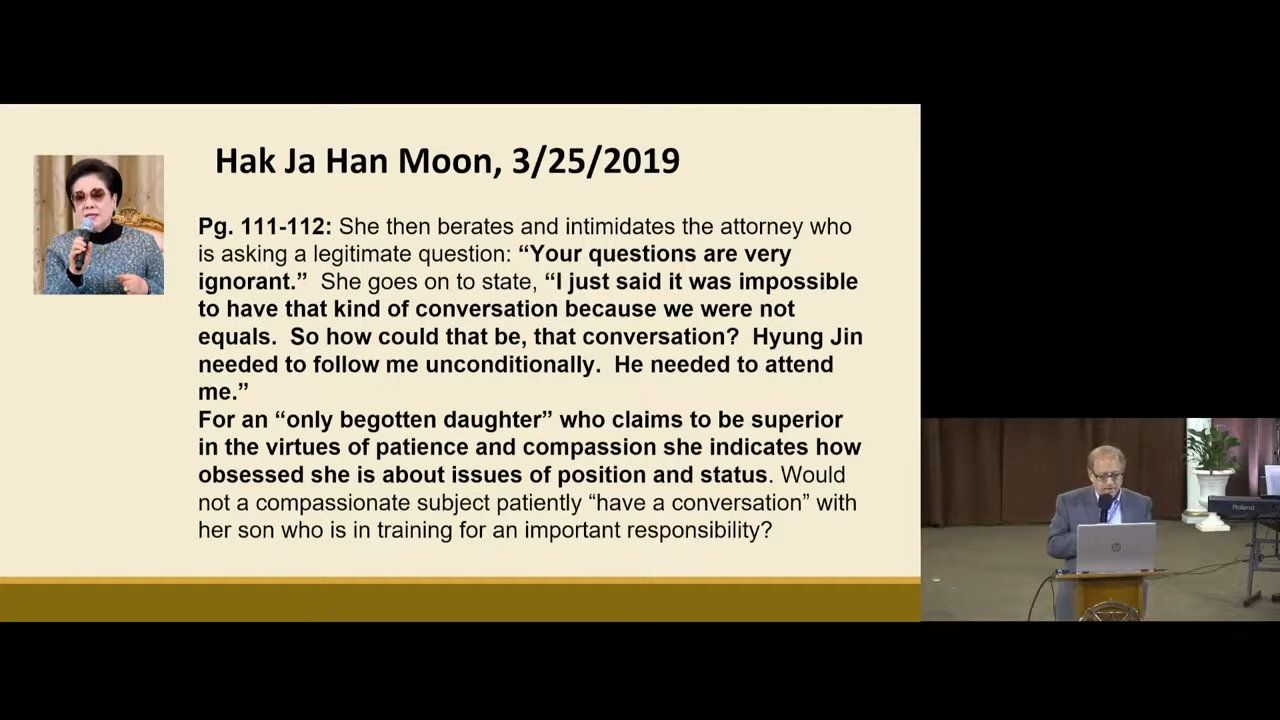 Hak Ja Han Moon, 3/25/2019
Pg. 111-112: She then berates and intimidates the attorney who
is asking a legitimate question: “Your questions are very
ignorant.”  She goes on to state, “I just said it was impossible
to have that kind of conversation because we were not
equals.  So how could that be, that conversation?  Hyung Jin
needed to follow me unconditionally.  He needed to attend
me.”
For an “only begotten daughter” who claims to be superior
in the virtues of patience and compassion she indicates how
obsessed she is about issues of position and status. Would
not a compassionate subject patiently “have a conversation” with
her son who is in training for an important responsibility?
Roland
hp